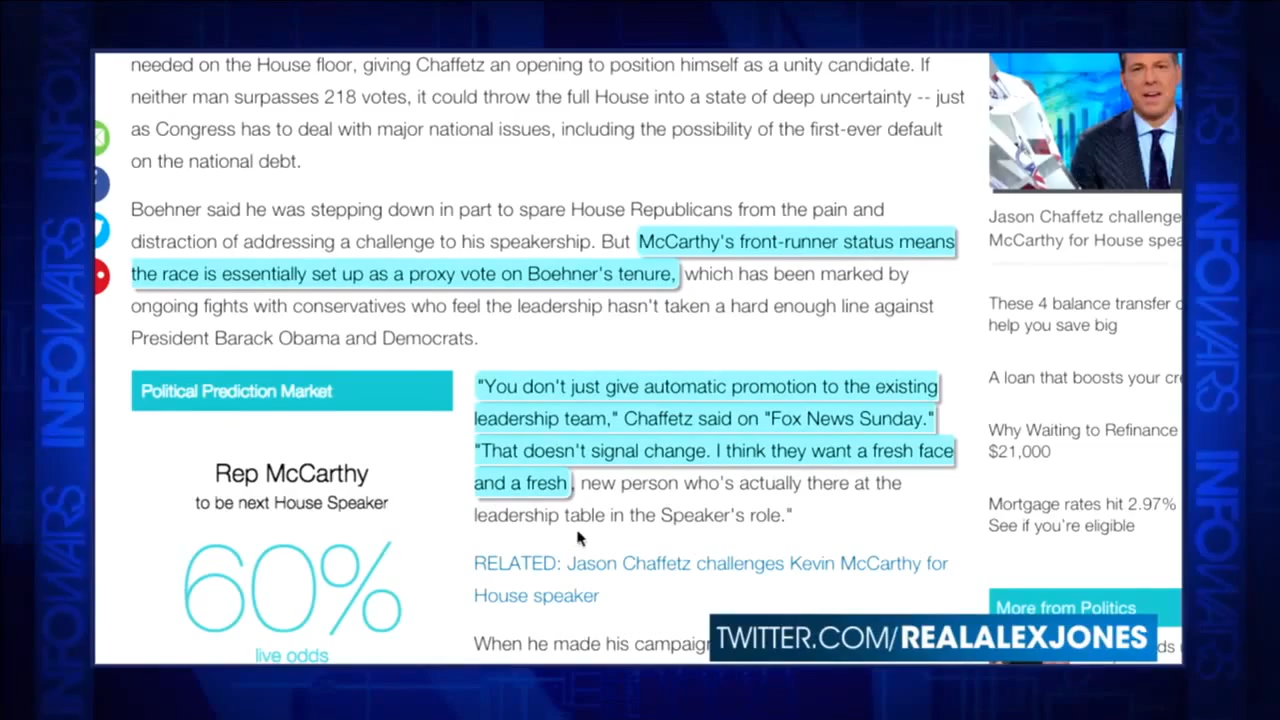 needed on the House floor, giving Chaffetz an opening to position himself as a unity candidate. If
neither man surpasses 218 votes, it could throw the full House into a state of deep uncertainty -- just
as Congress has to deal with major national issues, including the possibility of the first-ever default
on the national debt.
Boehner said he was stepping down in part to spare House Republicans from the pain and
distraction of addressing a challenge to his speakership. But McCarthy's front-runner status means
the race is essentially set up as a proxy vote on Boehner's tenure, which has been marked by
ongoing fights with conservatives who feel the leadership hasn't taken a hard enough line against
President Barack Obama and Democrats.
Political Prediction Market
Rep McCarthy
to be next House Speaker
60%
live odds
"You don't just give automatic promotion to the existing
leadership team," Chaffetz said on "Fox News Sunday."
"That doesn't signal change. I think they want a fresh face
and a fresh, new person who's actually there at the
leadership table in the Speaker's role."
RELATED: Jason Chaffetz challenges Kevin McCarthy for
House speaker
When he made his campaign
Jason Chaffetz challenge
McCarthy for House spea
These 4 balance transfer c
help you save big
A loan that boosts your cre
Why Waiting to Refinance
$21,000
Mortgage rates hit 2.97%
See if you're eligible
More from Politics
ds
TWITTER.COM/REALALEXJONES
INFOWARS
INFOWARS
INFOWARS
INFOWARS